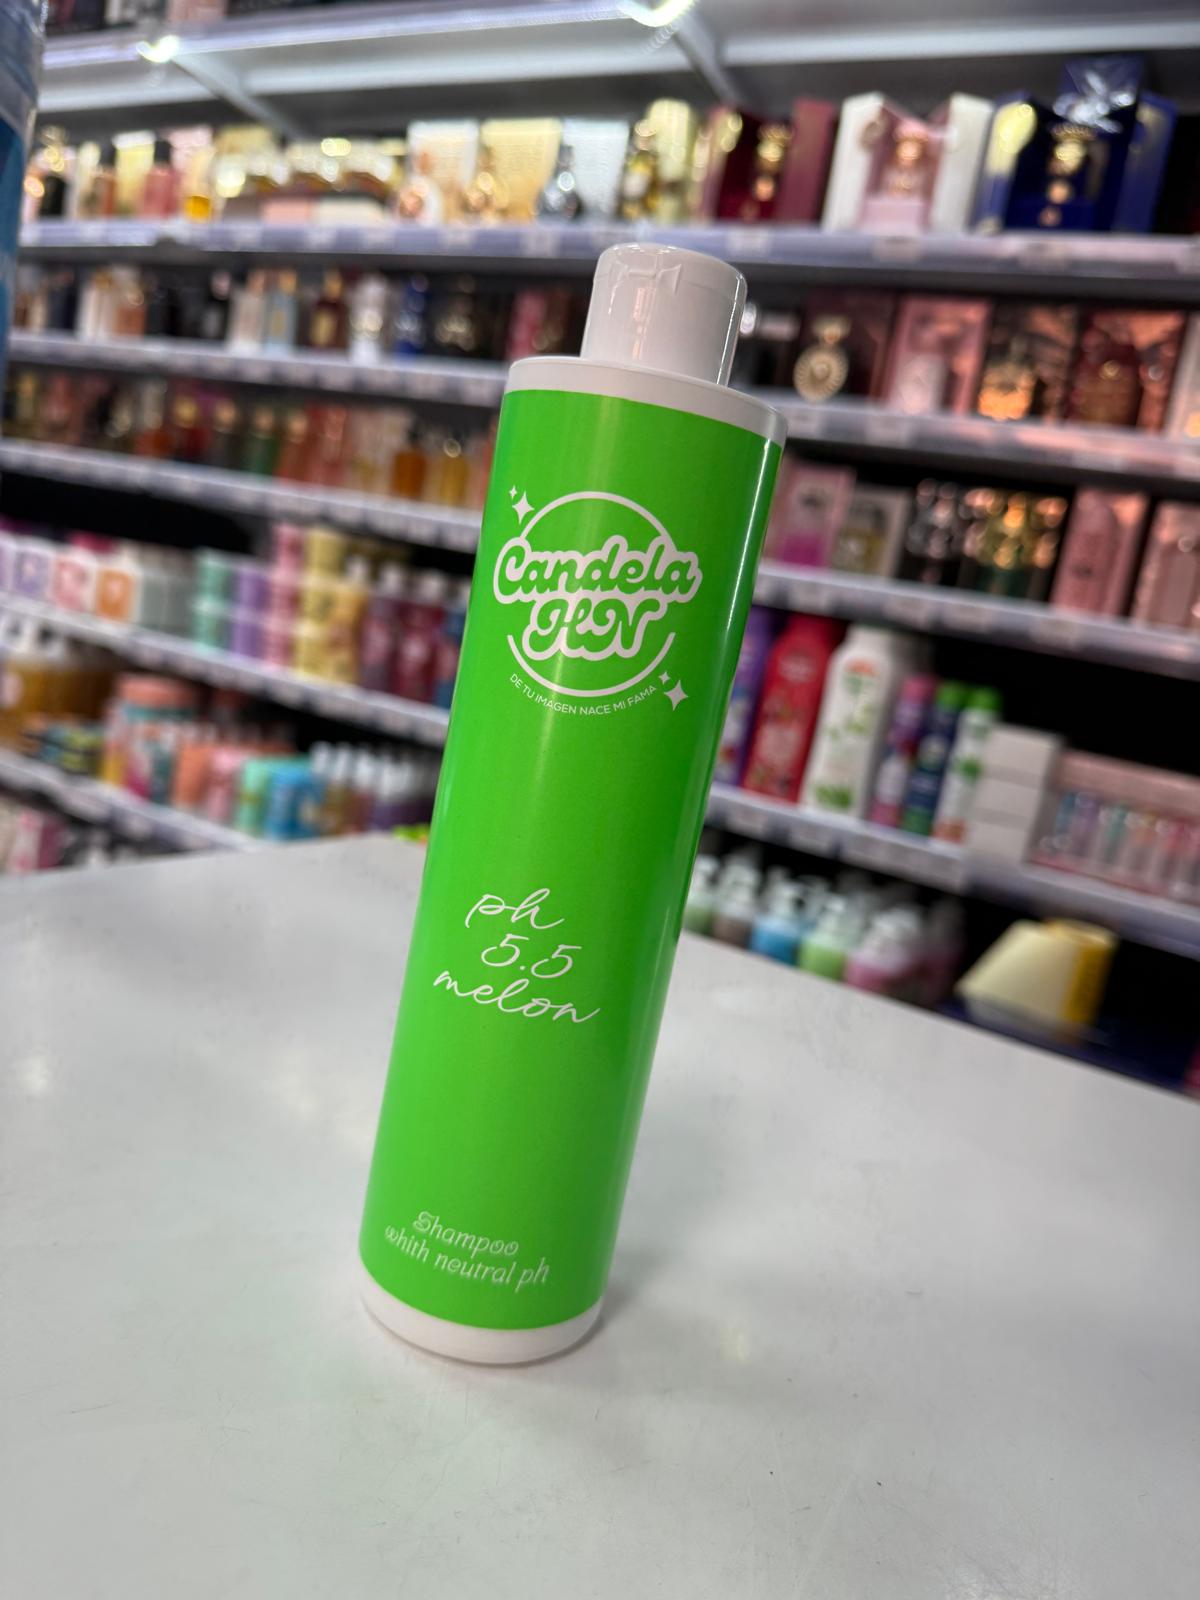 Candela
HN
DE TU IMAGEN NACE MI FAMA
ph
5.5
melon
Shampoo
whith neutral ph